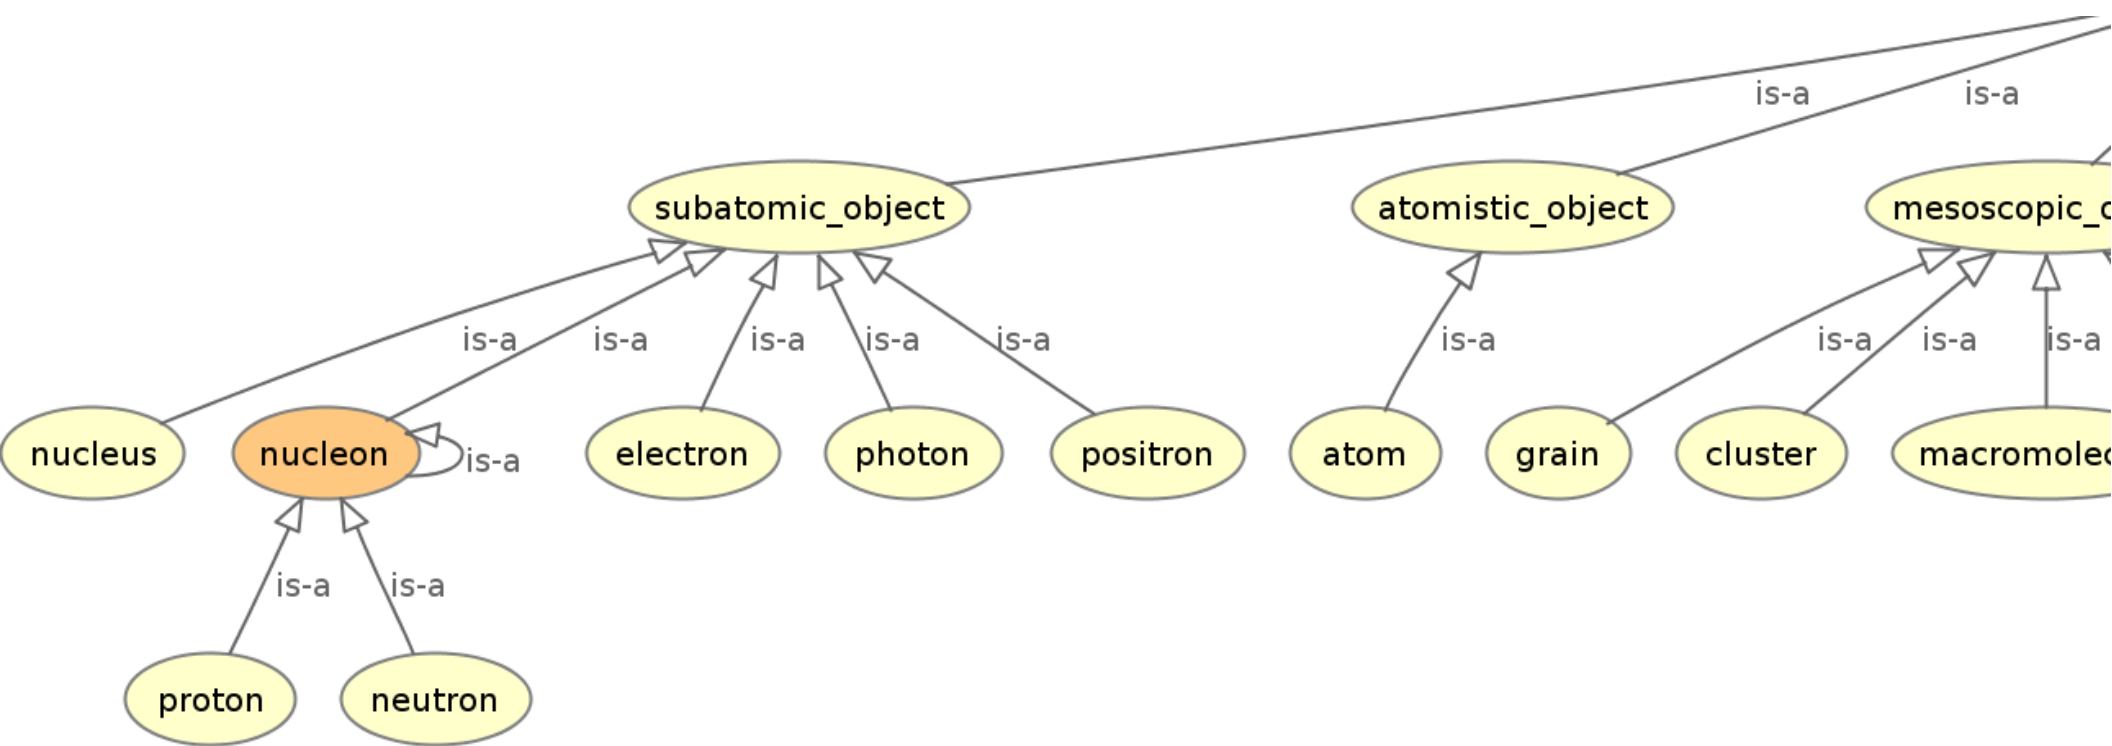 is-a is-a
subatomic_object atomistic_object
is-a is-a is-a is-a is-a is-a is-a is-a is-a
nucleus nucleon electron photon positron atom grain cluster
is-a
is-a is-a
proton neutron